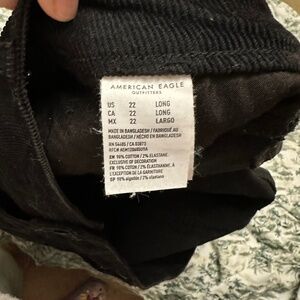 AMERICAN EAGLE
OUTFITTERS
US 22 LONG
CA 22 LONG
MX 22 LARGO
MADE IN BANGLADESH / FABRIQUÉ AU
BANGLADESH / HECHO EN BANGLADESH
RN 54485 / CA 03873
EN 98% COTTON / 2% ELASTANE.
EXCLUSIVE OF DECORATION
FR 98% COTON / 2% ÉLASTHANNE, À
L'EXCEPTION DE LA GARNITURE
SP 98% algodón / 2% elastano